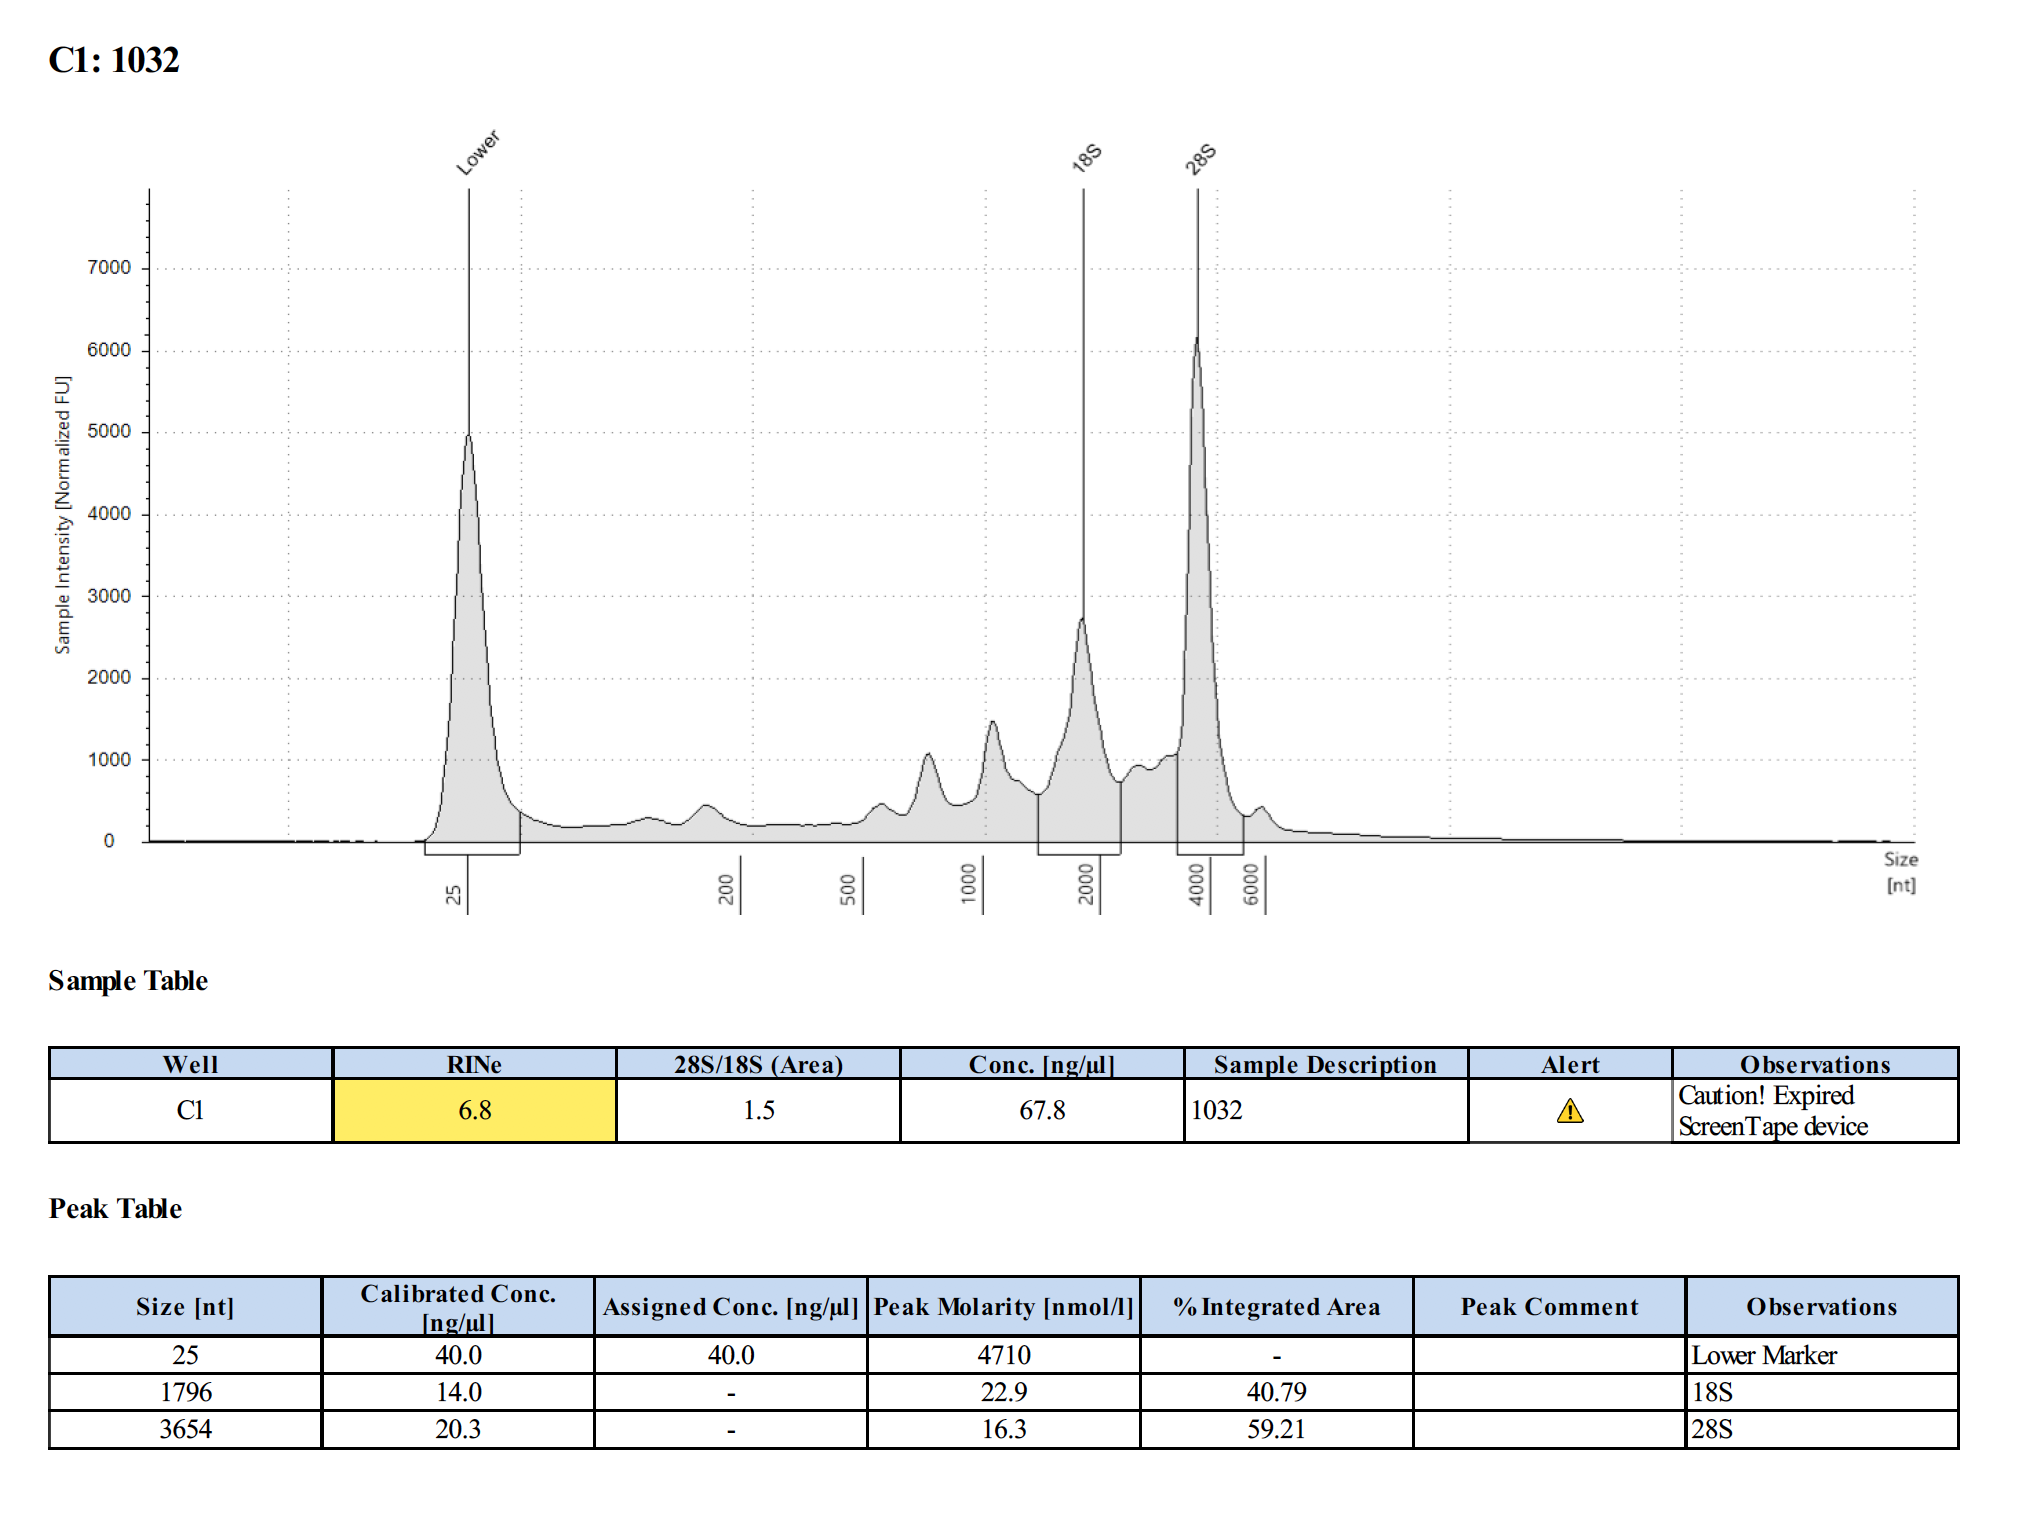 C1: 1032
Lower
18S
28S
Sample Intensity [Normalized FU]
7000
6000
5000
4000
3000
2000
1000
0
25
200
500
1000
2000
4000
6000
Size
[nt]
Sample Table
Well RINe 28S/18S (Area) Conc. [ng/µl] Sample Description Alert Observations
C1 6.8 1.5 67.8 1032 Caution! Expired
ScreenTape device
Peak Table
Size [nt] Calibrated Conc. [ng/µl] Assigned Conc. [ng/µl] Peak Molarity [nmol/l] % Integrated Area Peak Comment Observations
25 40.0 40.0 4710 - Lower Marker
1796 14.0 - 22.9 40.79 18S
3654 20.3 - 16.3 59.21 28S